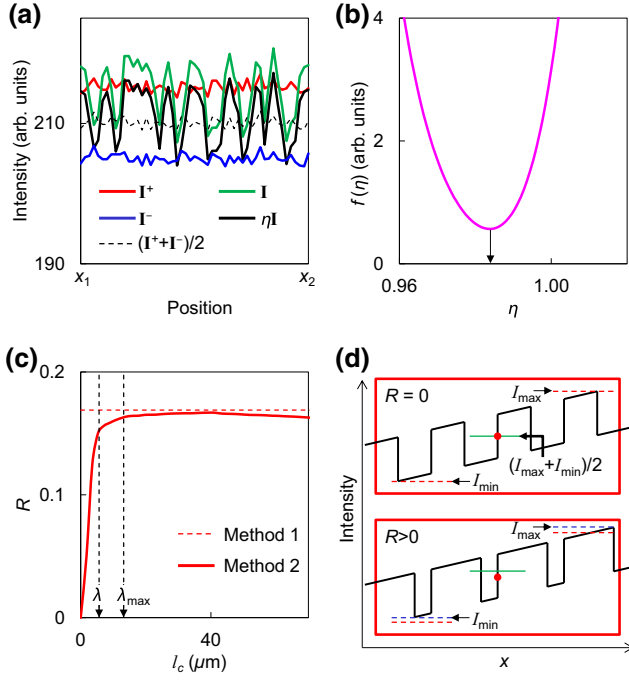 (a)
Intensity (arb. units)
210
190
I⁺
I
I⁻
ηI
(I⁺+I⁻)/2
x₁
x₂
Position
(b)
f(η) (arb. units)
4
2
0
0.96
1.00
η
(c)
R
0.2
0.1
0
Method 1
Method 2
λ
λmax
0
40
l_c (μm)
(d)
Intensity
R = 0
Imax
(Imax+Imin)/2
Imin
R>0
Imax
Imin
x